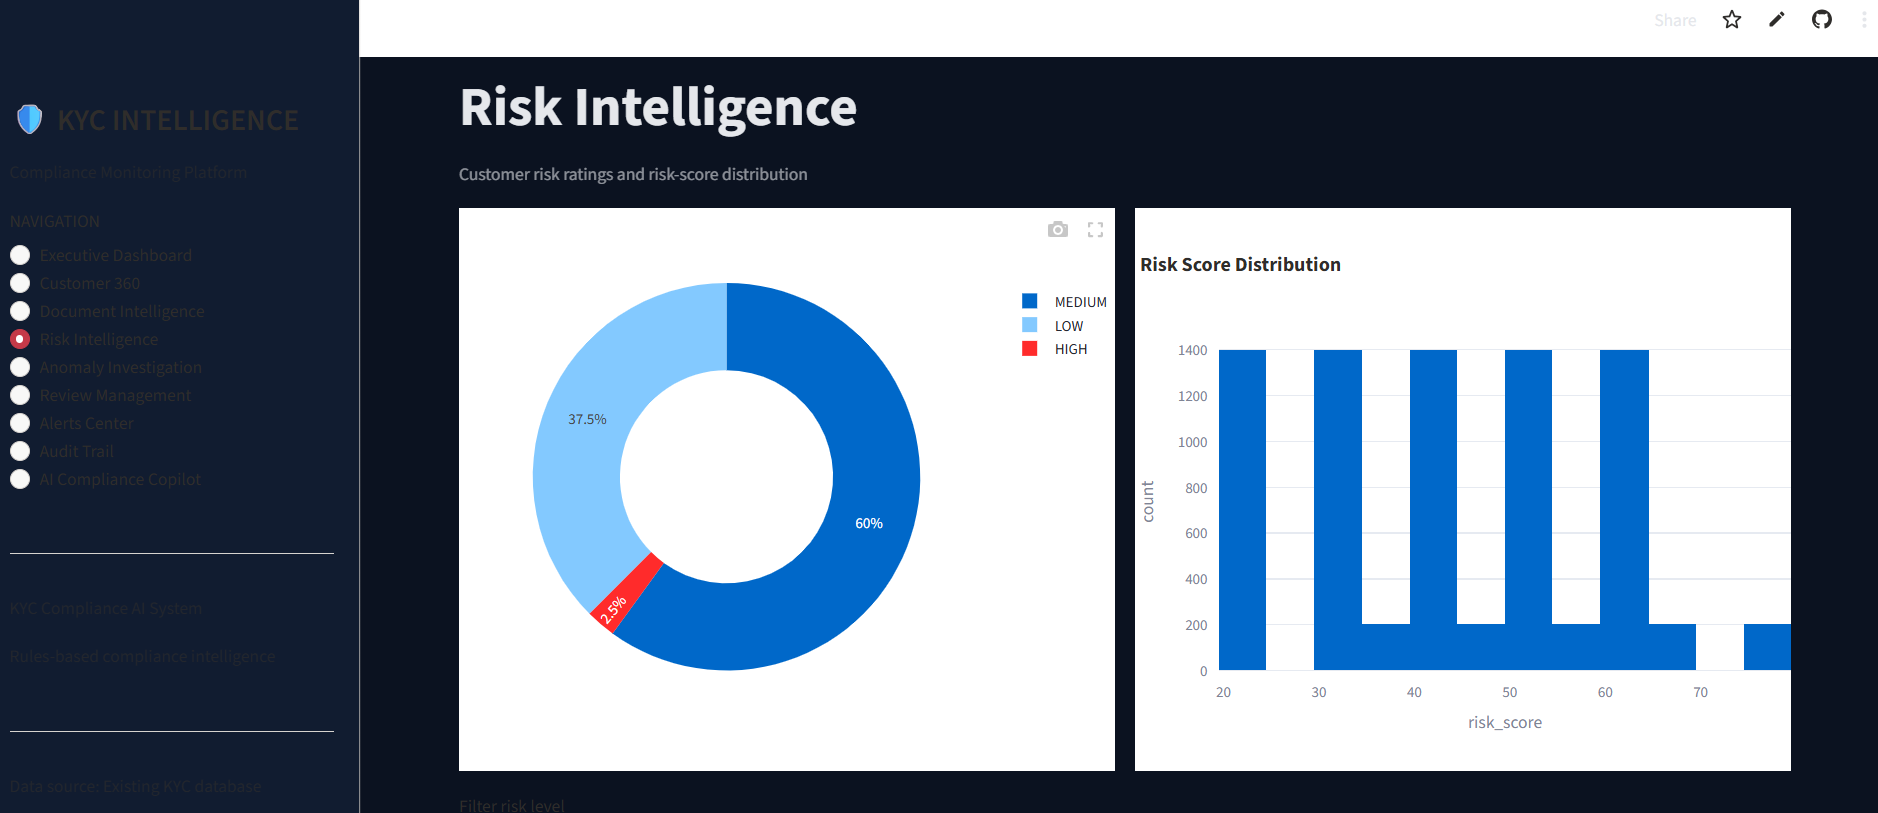 Share
KYC INTELLIGENCE
Compliance Monitoring Platform
NAVIGATION
Executive Dashboard
Customer 360
Document Intelligence
Risk Intelligence
Anomaly Investigation
Review Management
Alerts Center
Audit Trail
AI Compliance Copilot
KYC Compliance AI System
Rules-based compliance intelligence
Data source: Existing KYC database
Risk Intelligence
Customer risk ratings and risk-score distribution
MEDIUM
LOW
HIGH
37.5%
60%
2.5%
Risk Score Distribution
1400
1200
1000
800
600
400
200
0
count
20 30 40 50 60 70
risk_score
Filter risk level